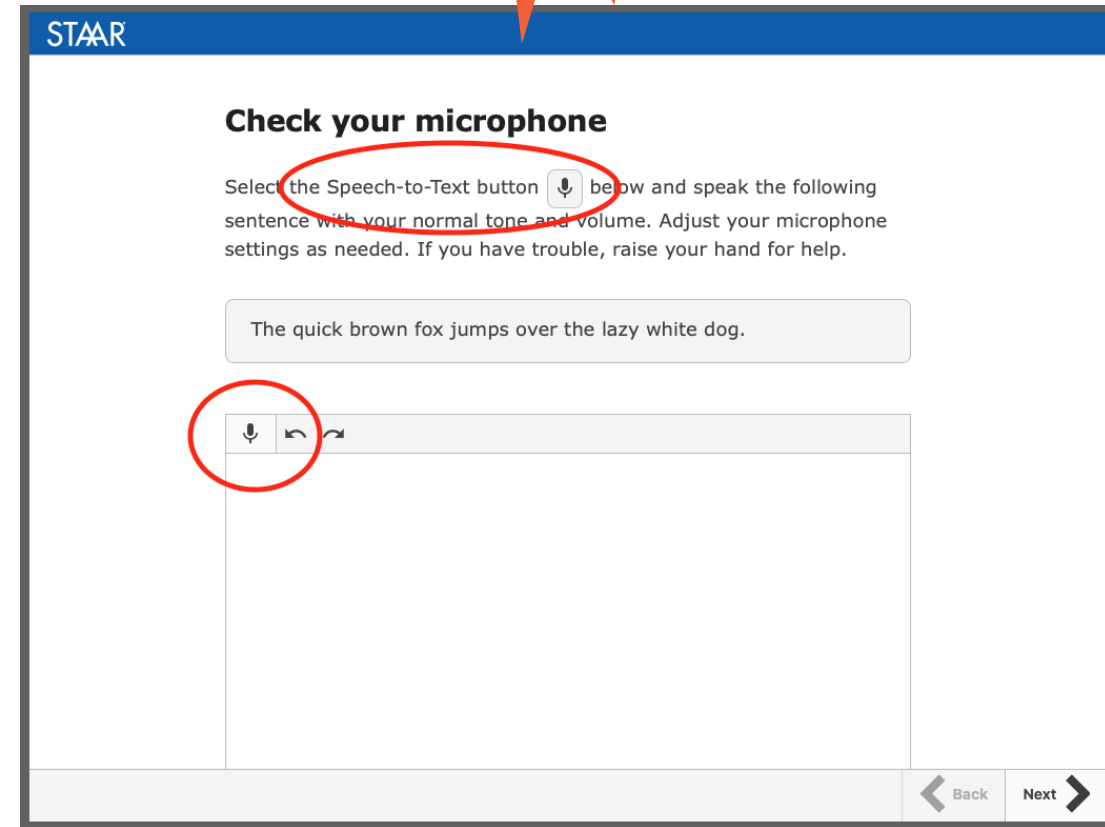 STAAR
Check your microphone
Select the Speech-to-Text button below and speak the following
sentence with your normal tone and volume. Adjust your microphone
settings as needed. If you have trouble, raise your hand for help.
The quick brown fox jumps over the lazy white dog.
Back Next